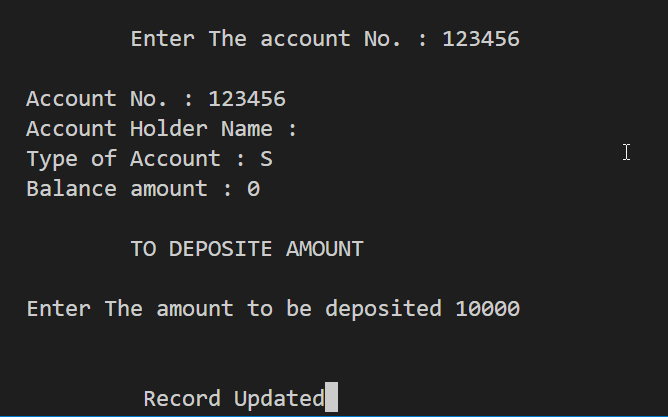 Enter The account No. : 123456
Account No. : 123456
Account Holder Name :
Type of Account : S
Balance amount : 0
TO DEPOSITE AMOUNT
Enter The amount to be deposited 10000
Record Updated